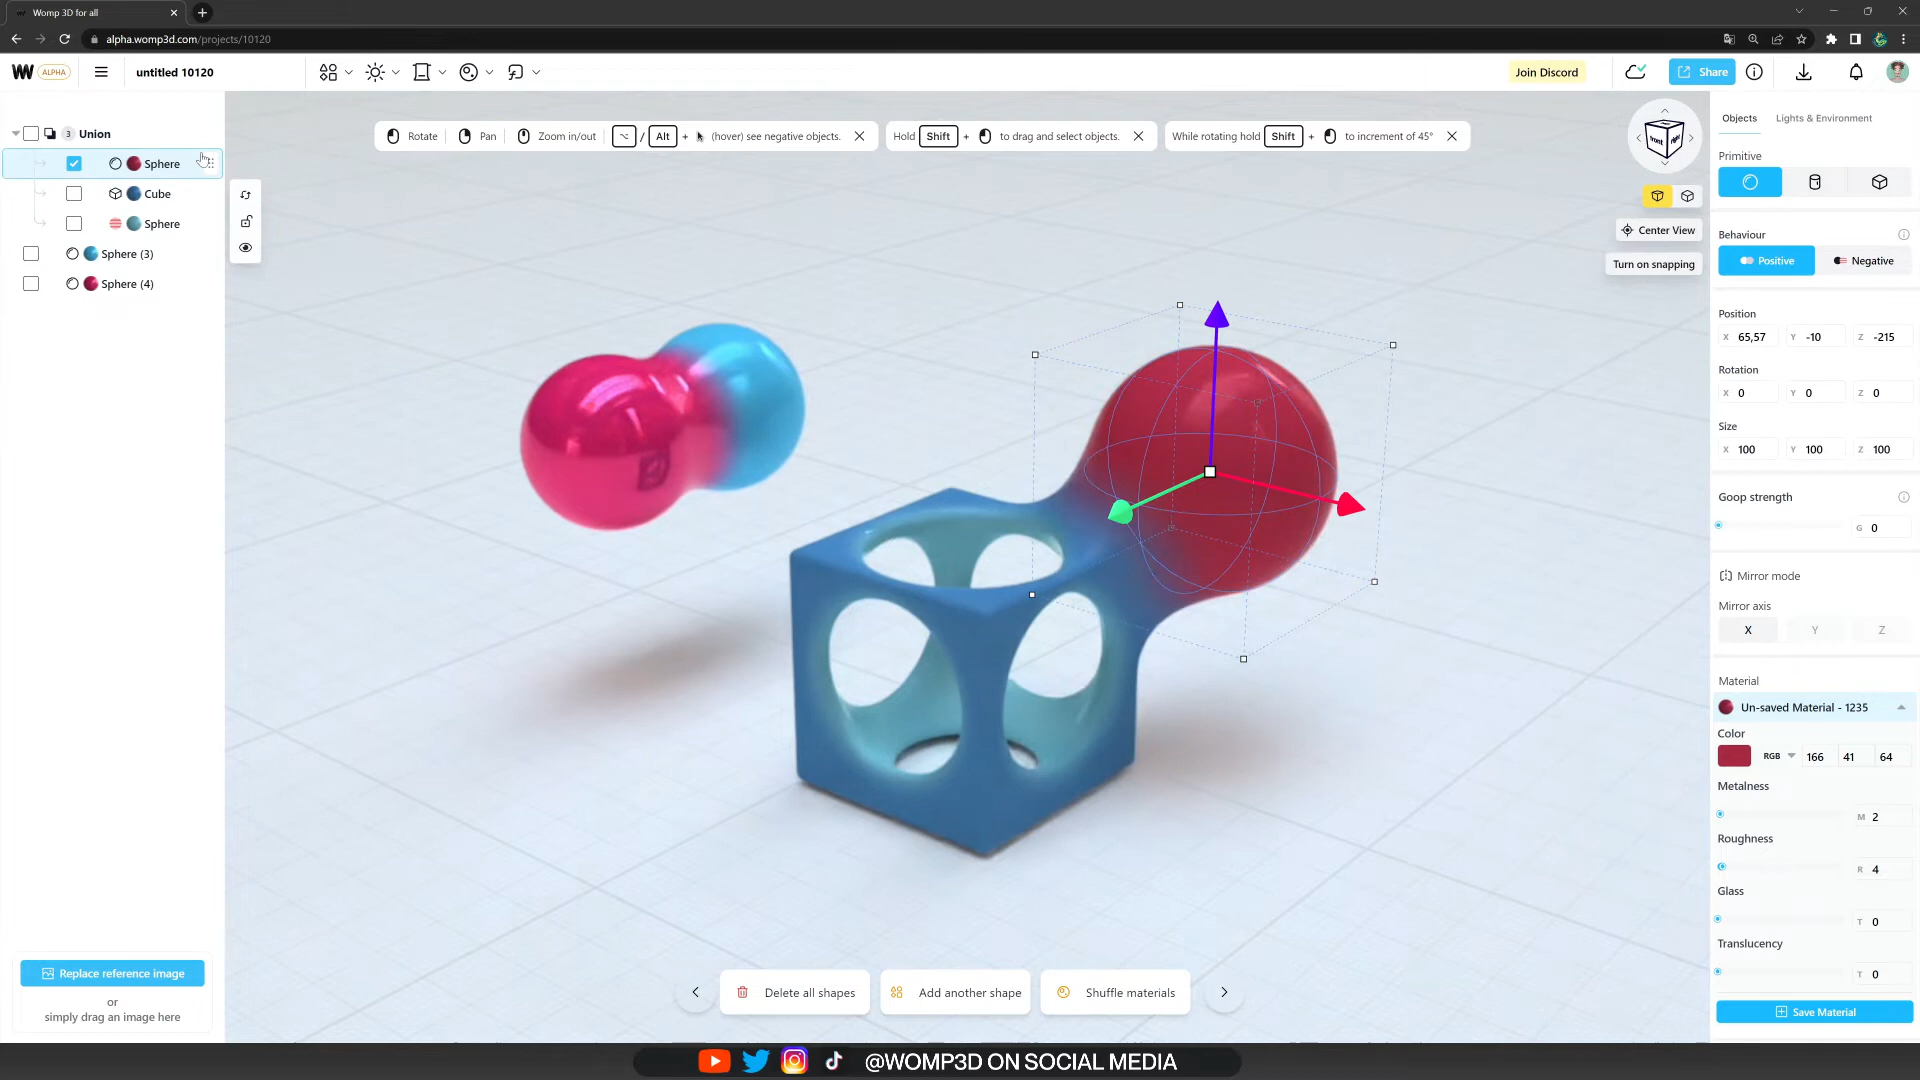 Womp 3D for all
alpha.womp3d.com/projects/10120
ALPHA
untitled 10120
Join Discord
Share
3 Union
Sphere
Cube
Sphere
Sphere (3)
Sphere (4)
Rotate
Pan
Zoom in/out
⌥ / Alt + (hover) see negative objects.
Hold Shift + to drag and select objects.
While rotating hold Shift + to increment of 45°
front
right
Center View
Turn on snapping
Objects
Lights & Environment
Primitive
Behaviour
Positive
Negative
Position
X 65,57 Y -10 Z -215
Rotation
X 0 Y 0 Z 0
Size
X 100 Y 100 Z 100
Goop strength
G 0
Mirror mode
Mirror axis
X Y Z
Material
Un-saved Material - 1235
Color
RGB 166 41 64
Metalness
M 2
Roughness
R 4
Glass
T 0
Translucency
T 0
Save Material
Replace reference image
or
simply drag an image here
Delete all shapes
Add another shape
Shuffle materials
@WOMP3D ON SOCIAL MEDIA